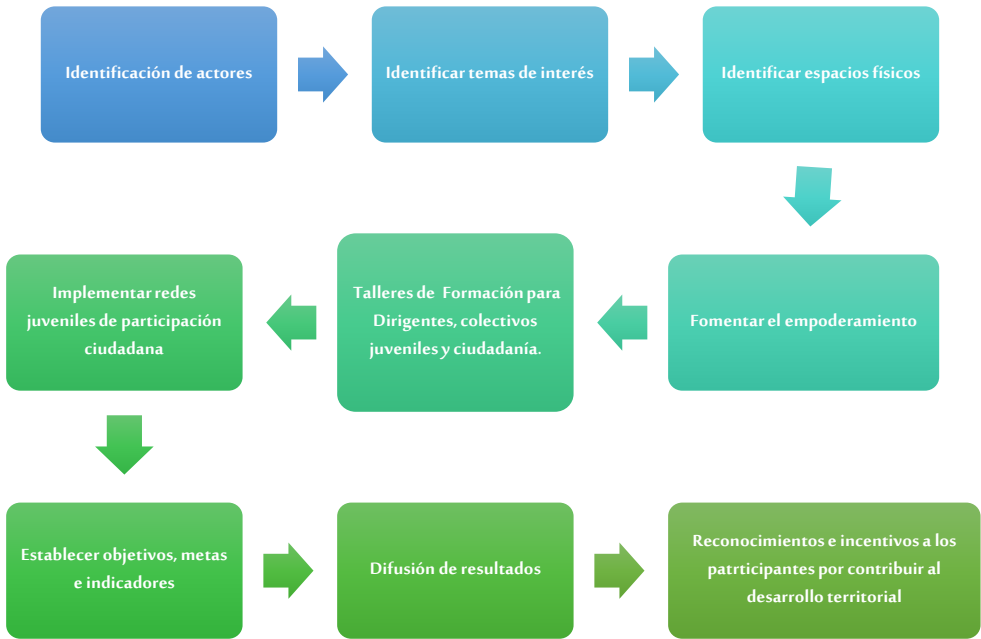 Identificación de actores
Identificar temas de interés
Identificar espacios físicos
Fomentar el empoderamiento
Talleres de Formación para
Dirigentes, colectivos
juveniles y ciudadanía.
Implementar redes
juveniles de participación
ciudadana
Establecer objetivos, metas
e indicadores
Difusión de resultados
Reconocimientos e incentivos a los
patrticipantes por contribuir al
desarrollo territorial